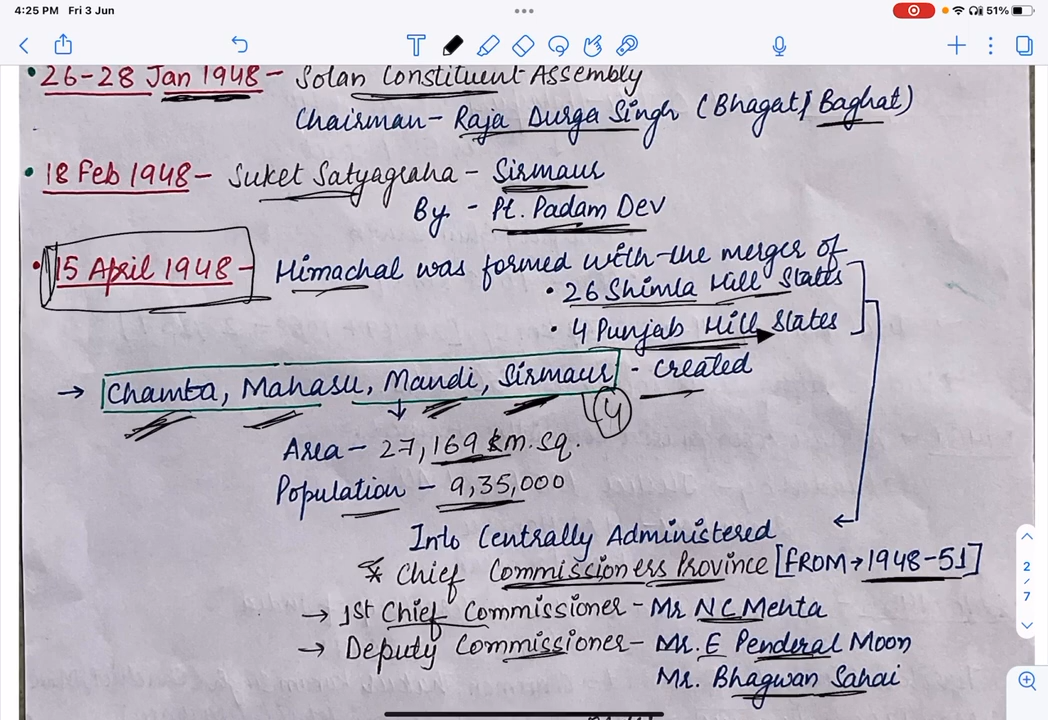 4:25 PM Fri 3 Jun
51%
T
• 26-28 Jan 1948 - Solan Constituent Assembly
Chairman - Raja Durga Singh (Bhagat/ Baghat)
• 18 Feb 1948 - Suket Satyagraha - Sirmaur
By - Pt. Padam Dev
• 15 April 1948 - Himachal was formed with the merger of
• 26 Shimla Hill States
• 4 Punjab Hill States
→ Chamba, Mahasu, Mandi, Sirmaur - created
4
Area - 27,169 km.sq.
Population - 9,35,000
Into Centrally Administered
* Chief Commissioners Province [FROM → 1948-51]
→ 1st Chief Commissioner - Mr NC Mehta
→ Deputy Commissioner - Mr. E Penderal Moon
Mr. Bhagwan Sahai
2
/
7